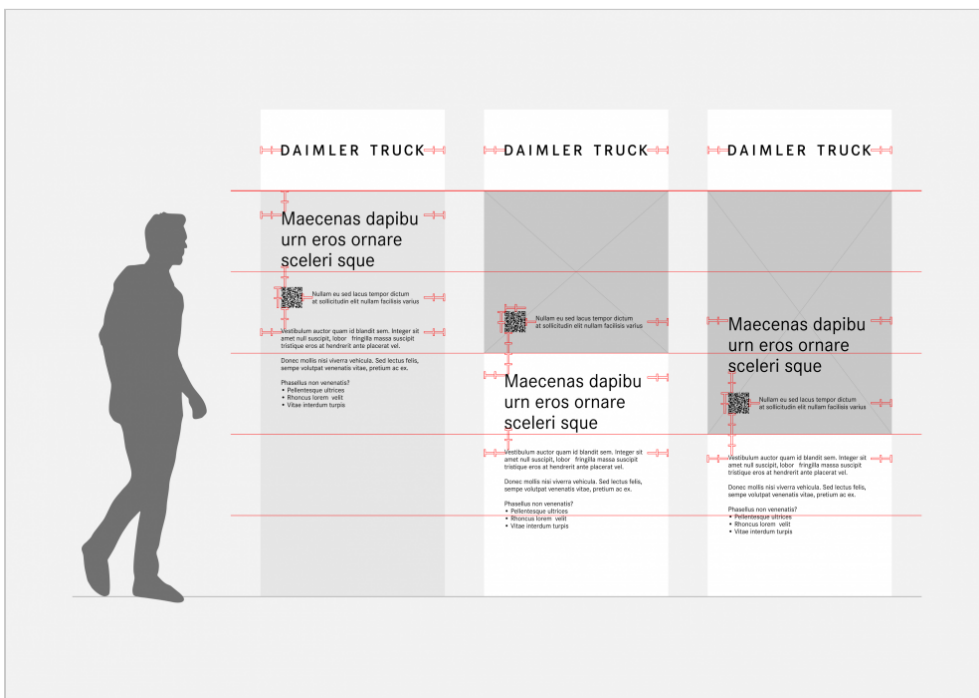 DAIMLER TRUCK
Maecenas dapibu
urn eros ornare
sceleri sque
Nullam eu sed lacus tempor dictum
at sollicitudin elit nullam facilisis varius
Vestibulum auctor quam id blandit sem. Integer sit
amet null suscipit, lobor fringilla massa suscipit
tristique eros at hendrerit ante placerat vel.
Donec mollis nisi viverra vehicula. Sed lectus felis,
sempe volutpat venenatis vitae, pretium ac ex.
Phasellus non venenatis?
• Pellentesque ultrices
• Rhoncus lorem velit
• Vitae interdum turpis
DAIMLER TRUCK
Nullam eu sed lacus tempor dictum
at sollicitudin elit nullam facilisis varius
Maecenas dapibu
urn eros ornare
sceleri sque
Vestibulum auctor quam id blandit sem. Integer sit
amet null suscipit, lobor fringilla massa suscipit
tristique eros at hendrerit ante placerat vel.
Donec mollis nisi viverra vehicula. Sed lectus felis,
sempe volutpat venenatis vitae, pretium ac ex.
Phasellus non venenatis?
• Pellentesque ultrices
• Rhoncus lorem velit
• Vitae interdum turpis
DAIMLER TRUCK
Maecenas dapibu
urn eros ornare
sceleri sque
Nullam eu sed lacus tempor dictum
at sollicitudin elit nullam facilisis varius
Vestibulum auctor quam id blandit sem. Integer sit
amet null suscipit, lobor fringilla massa suscipit
tristique eros at hendrerit ante placerat vel.
Donec mollis nisi viverra vehicula. Sed lectus felis,
sempe volutpat venenatis vitae, pretium ac ex.
Phasellus non venenatis?
• Pellentesque ultrices
• Rhoncus lorem velit
• Vitae interdum turpis